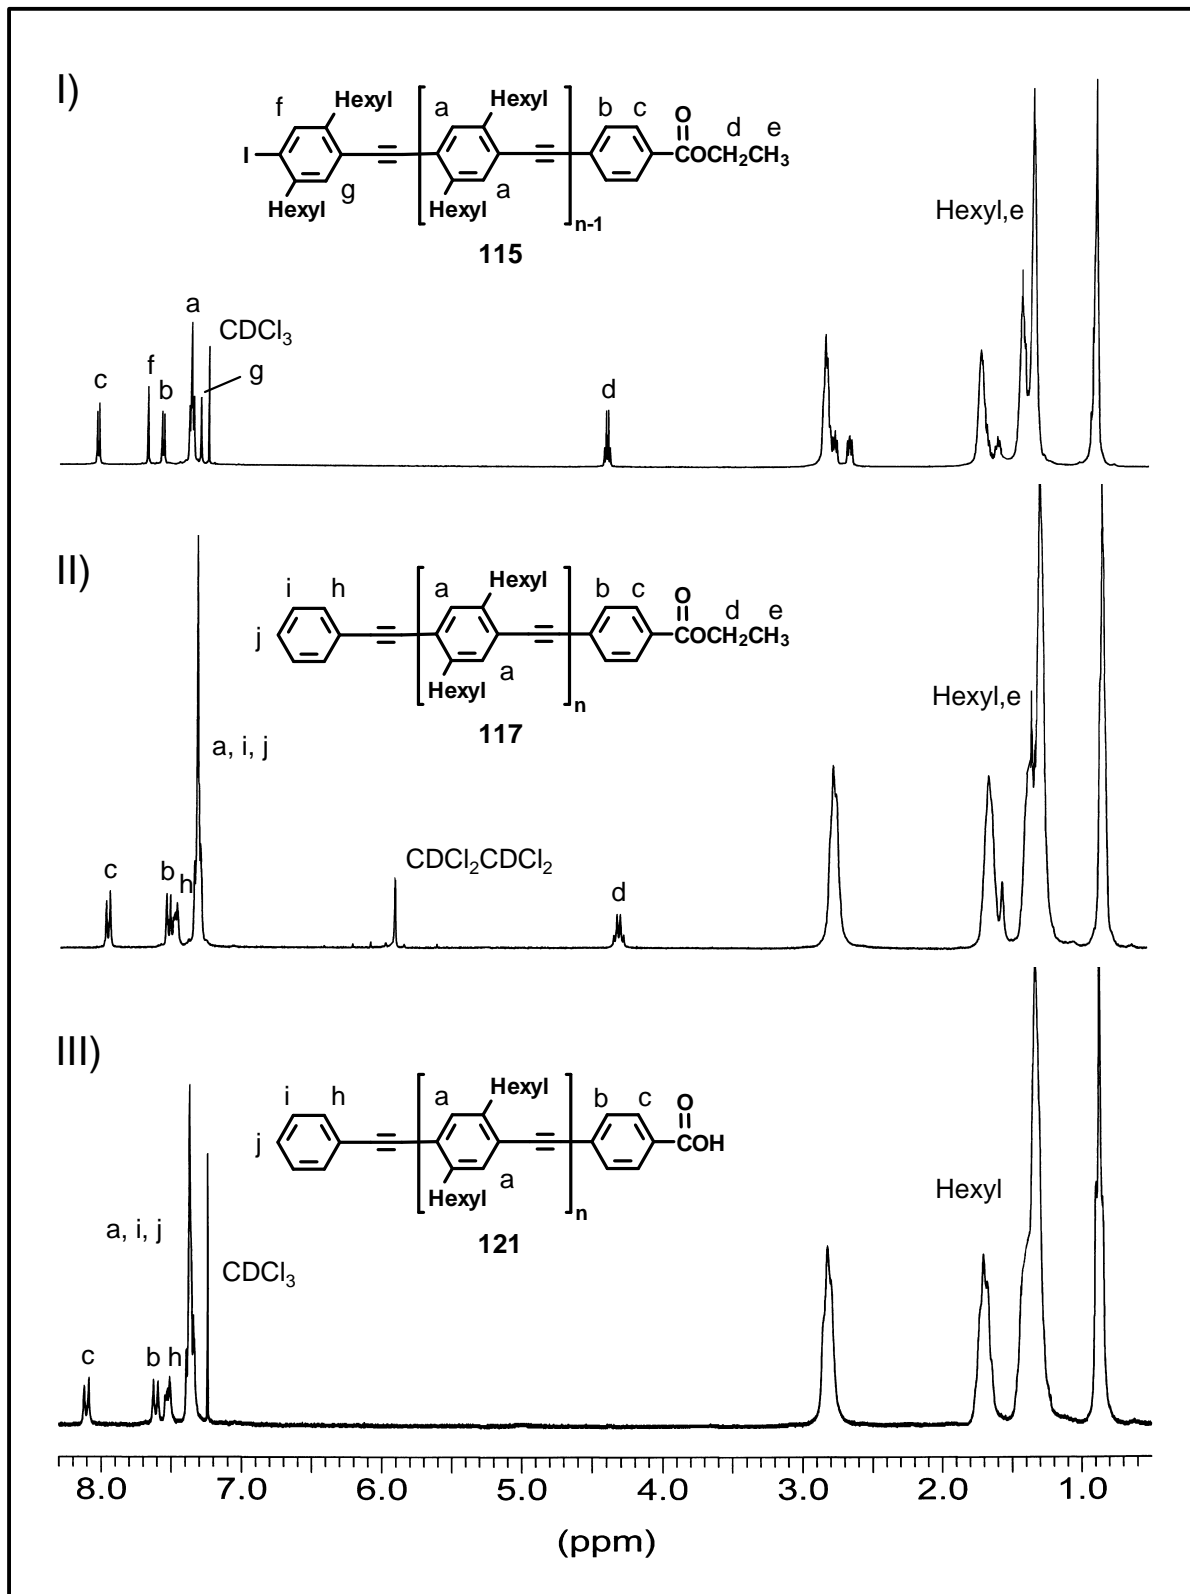 I)
f Hexyl a Hexyl b c O d e
I COCH₂CH₃
g a
Hexyl Hexyl
n-1
115
Hexyl,e
a
CDCl₃
c f b g d
II)
i h a Hexyl b c O d e
j COCH₂CH₃
a
Hexyl
n
117
Hexyl,e
a, i, j
CDCl₂CDCl₂
c b h d
III)
i h a Hexyl b c O
j COH
a
Hexyl
n
121
Hexyl
a, i, j
CDCl₃
c b h
8.0 7.0 6.0 5.0 4.0 3.0 2.0 1.0
(ppm)